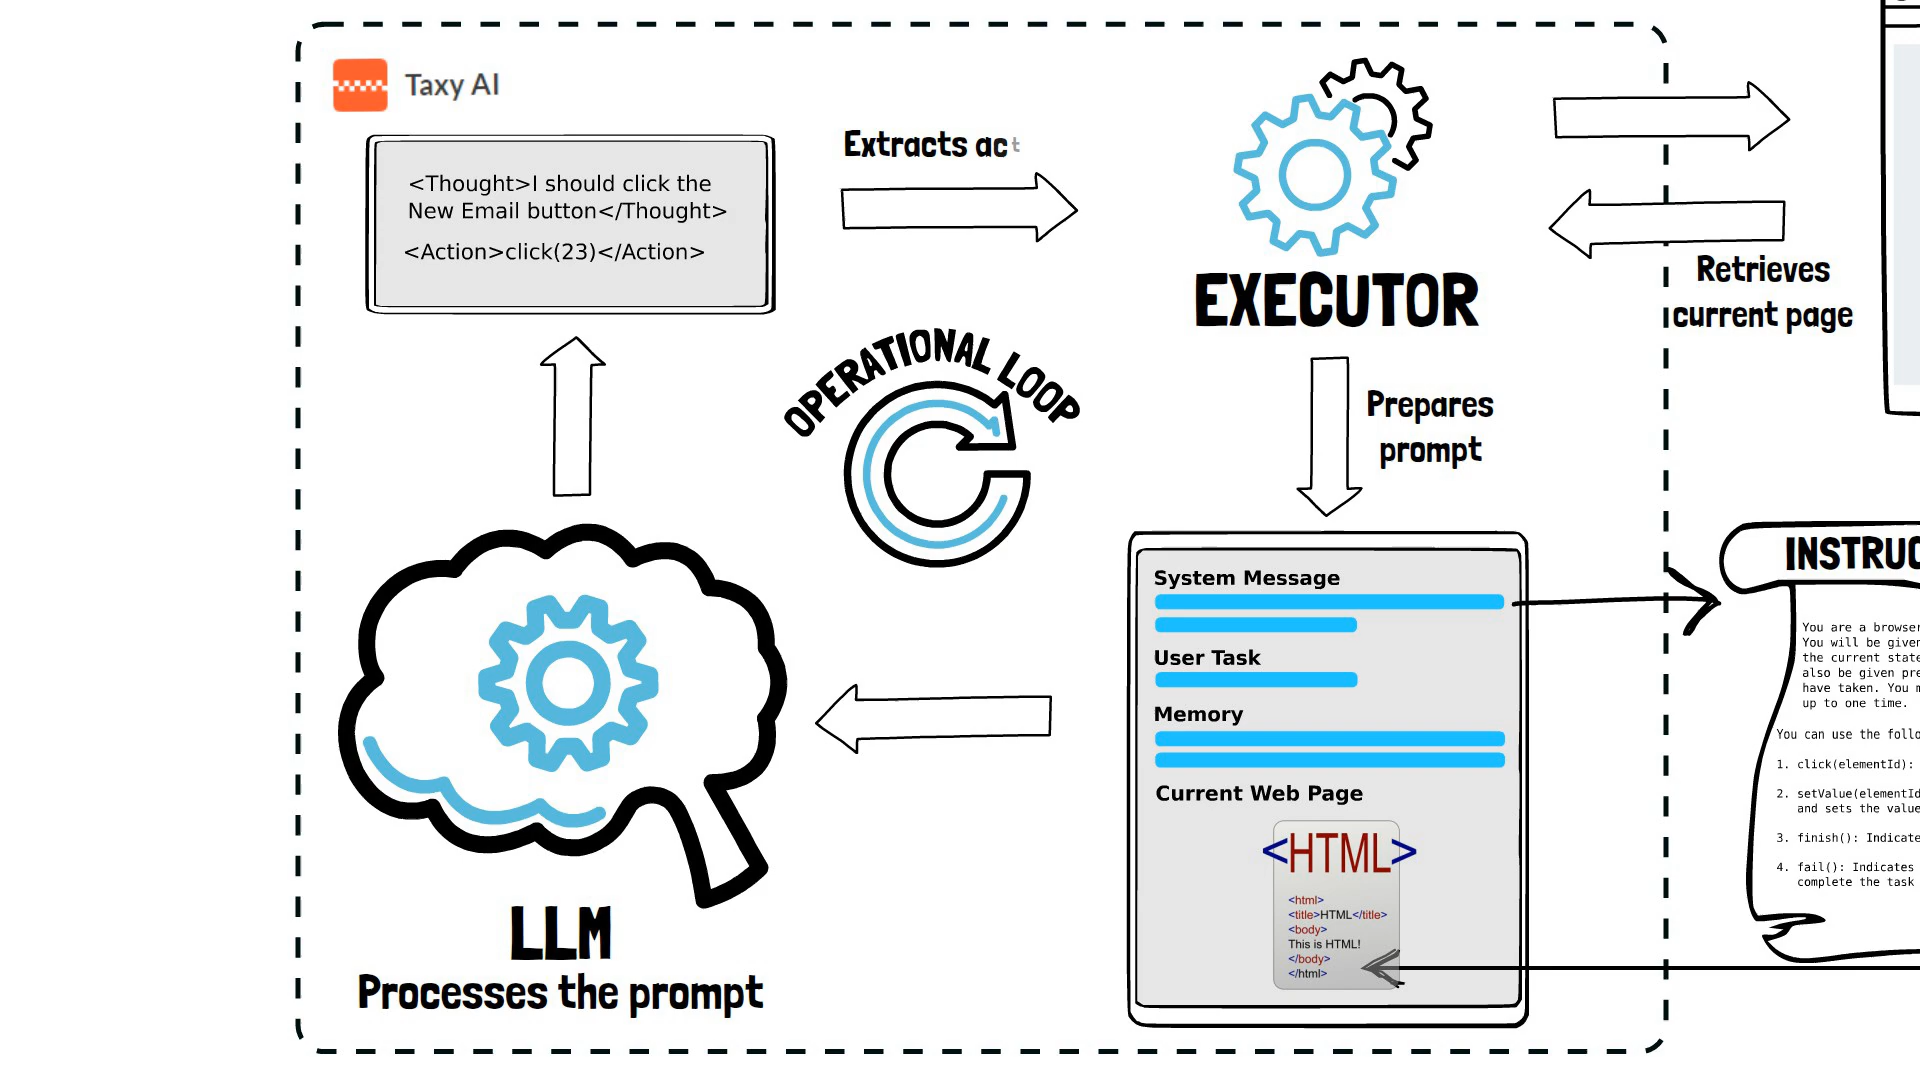 Taxy AI
<Thought>I should click the
New Email button</Thought>
<Action>click(23)</Action>
Extracts act
EXECUTOR
Retrieves
current page
OPERATIONAL LOOP
Prepares
prompt
System Message
User Task
Memory
Current Web Page
<HTML>
<html>
<title>HTML</title>
<body>
This is HTML!
</body>
</html>
LLM
Processes the prompt
INSTRUC
You are a browser
You will be given
the current state
also be given pre
have taken. You m
up to one time.
You can use the follo
1. click(elementId):
2. setValue(elementId
and sets the value
3. finish(): Indicate
4. fail(): Indicates
complete the task